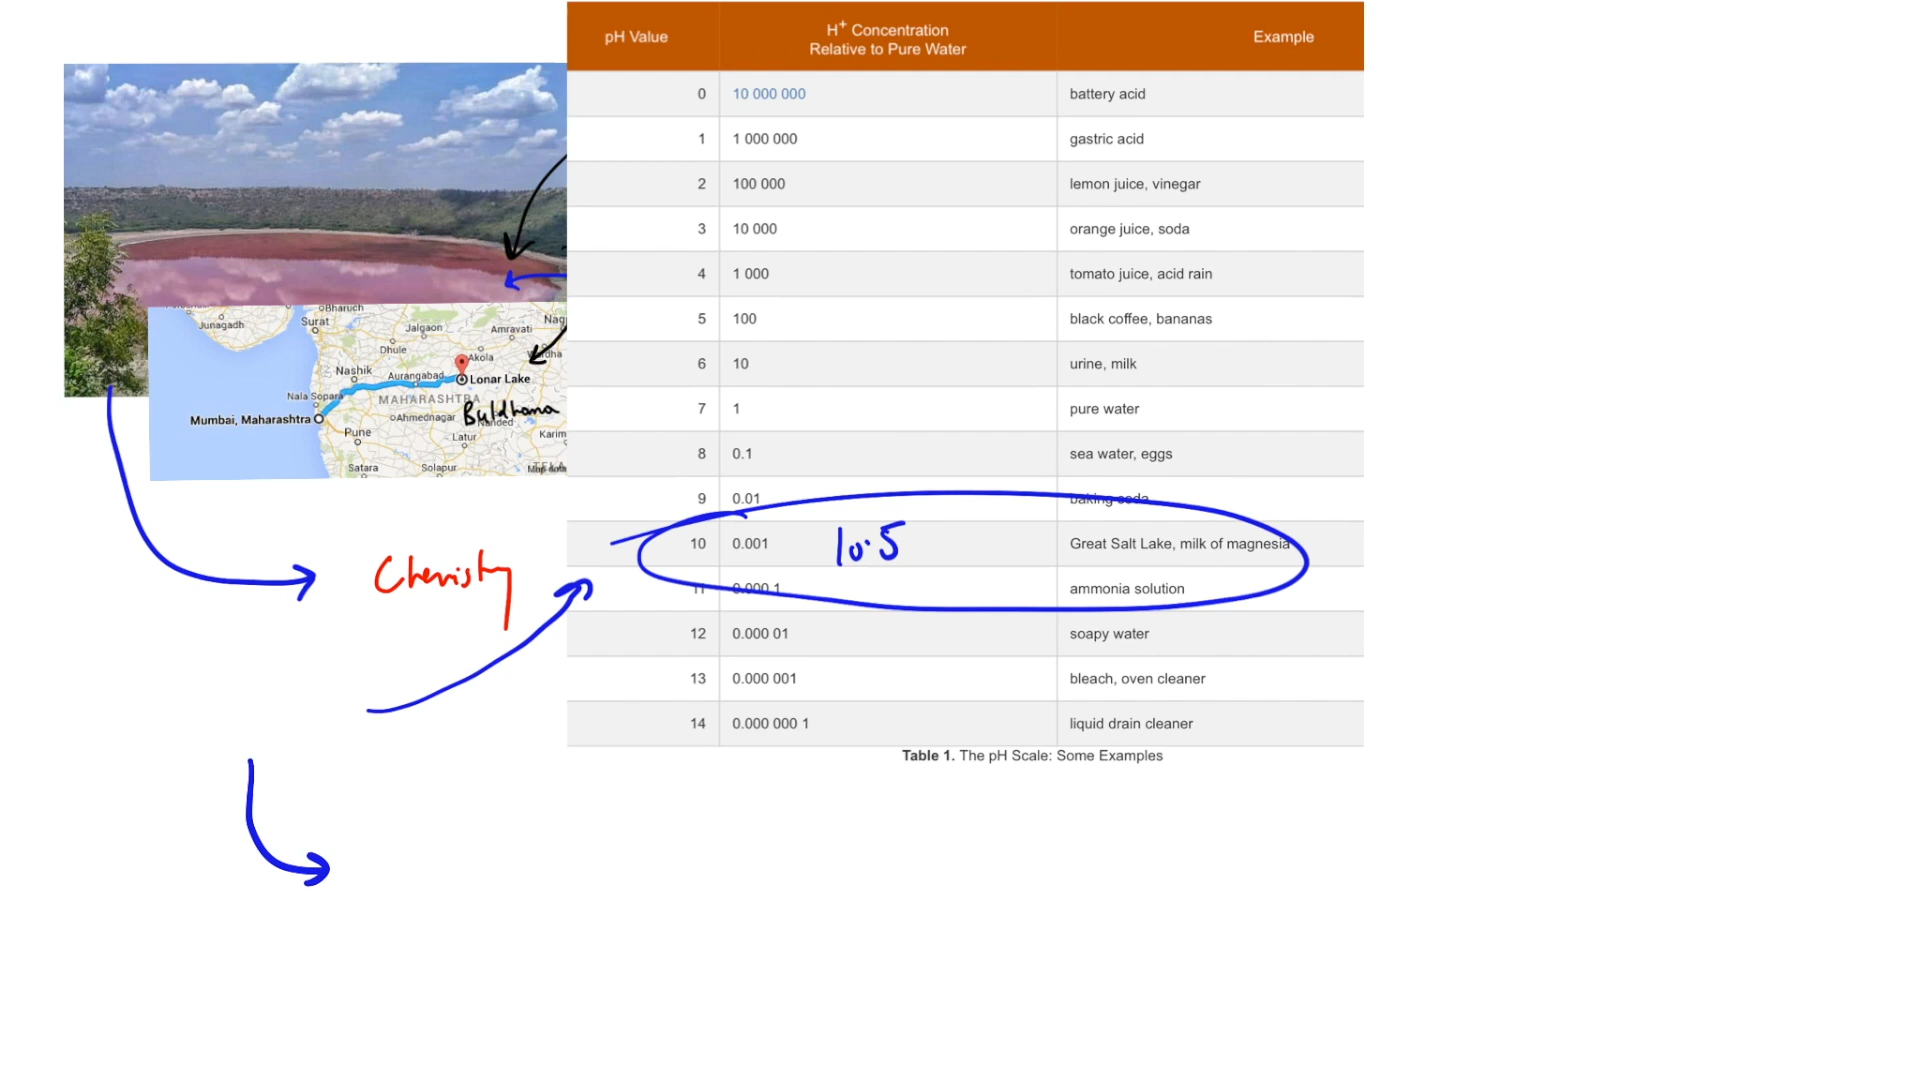 pH Value
H+ Concentration
Relative to Pure Water
Example
0 10 000 000 battery acid
1 1 000 000 gastric acid
2 100 000 lemon juice, vinegar
3 10 000 orange juice, soda
4 1 000 tomato juice, acid rain
5 100 black coffee, bananas
6 10 urine, milk
7 1 pure water
8 0.1 sea water, eggs
9 0.01 baking soda
10 0.001 10.5 Great Salt Lake, milk of magnesia
11 0.000 1 ammonia solution
12 0.000 01 soapy water
13 0.000 001 bleach, oven cleaner
14 0.000 000 1 liquid drain cleaner
Table 1. The pH Scale: Some Examples
Bharuch
Junagadh
Surat
Jalgaon
Amravati
Nag
Dhule
Akola
Wardha
Nashik
Aurangabad
Lonar Lake
Nala Sopara
MAHARASHTRA
Mumbai, Maharashtra
Ahmednagar
Buldhana
Nanded
Pune
Latur
Karim
Satara
Solapur
Chemistry